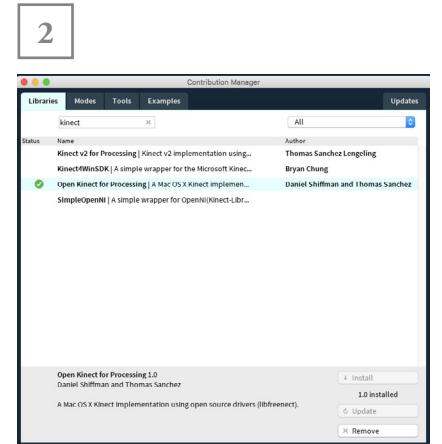 2
Contribution Manager
Libraries Modes Tools Examples Updates
kinect All
Status Name Author
Kinect v2 for Processing | Kinect v2 implementation using... Thomas Sanchez Lengeling
Kinect4WinSDK | A simple wrapper for the Microsoft Kinec... Bryan Chung
Open Kinect for Processing | A Mac OS X Kinect implemen... Daniel Shiffman and Thomas Sanchez
SimpleOpenNI | A simple wrapper for OpenNI(Kinect-Libr...
Open Kinect for Processing 1.0
Daniel Shiffman and Thomas Sanchez
Install
1.0 installed
A Mac OS X Kinect implementation using open source drivers (libfreenect).
Update
Remove